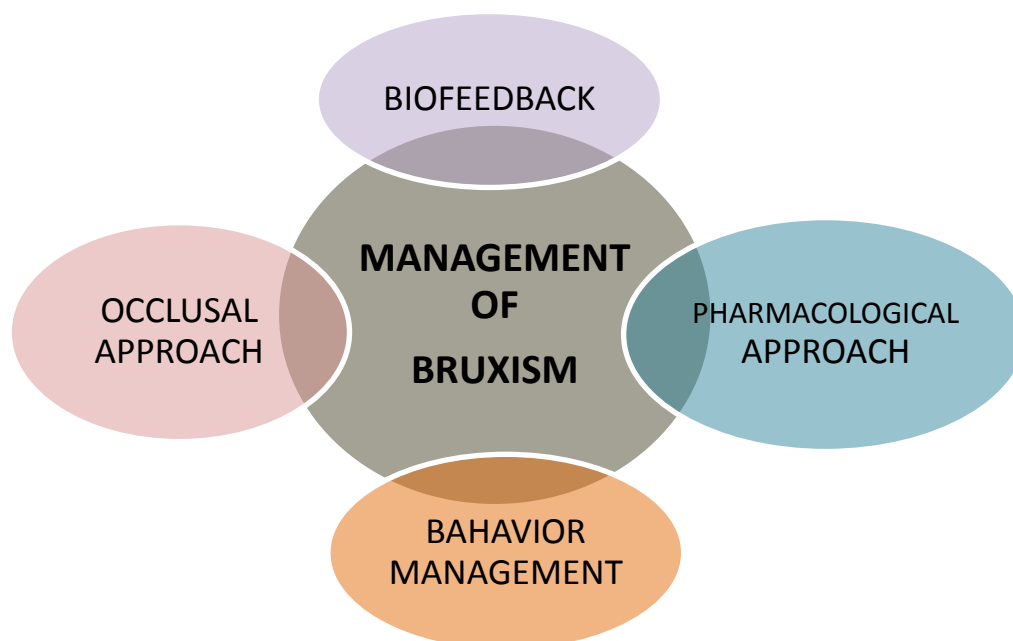 BIOFEEDBACK
MANAGEMENT
OF
BRUXISM
OCCLUSAL
APPROACH
PHARMACOLOGICAL
APPROACH
BAHAVIOR
MANAGEMENT